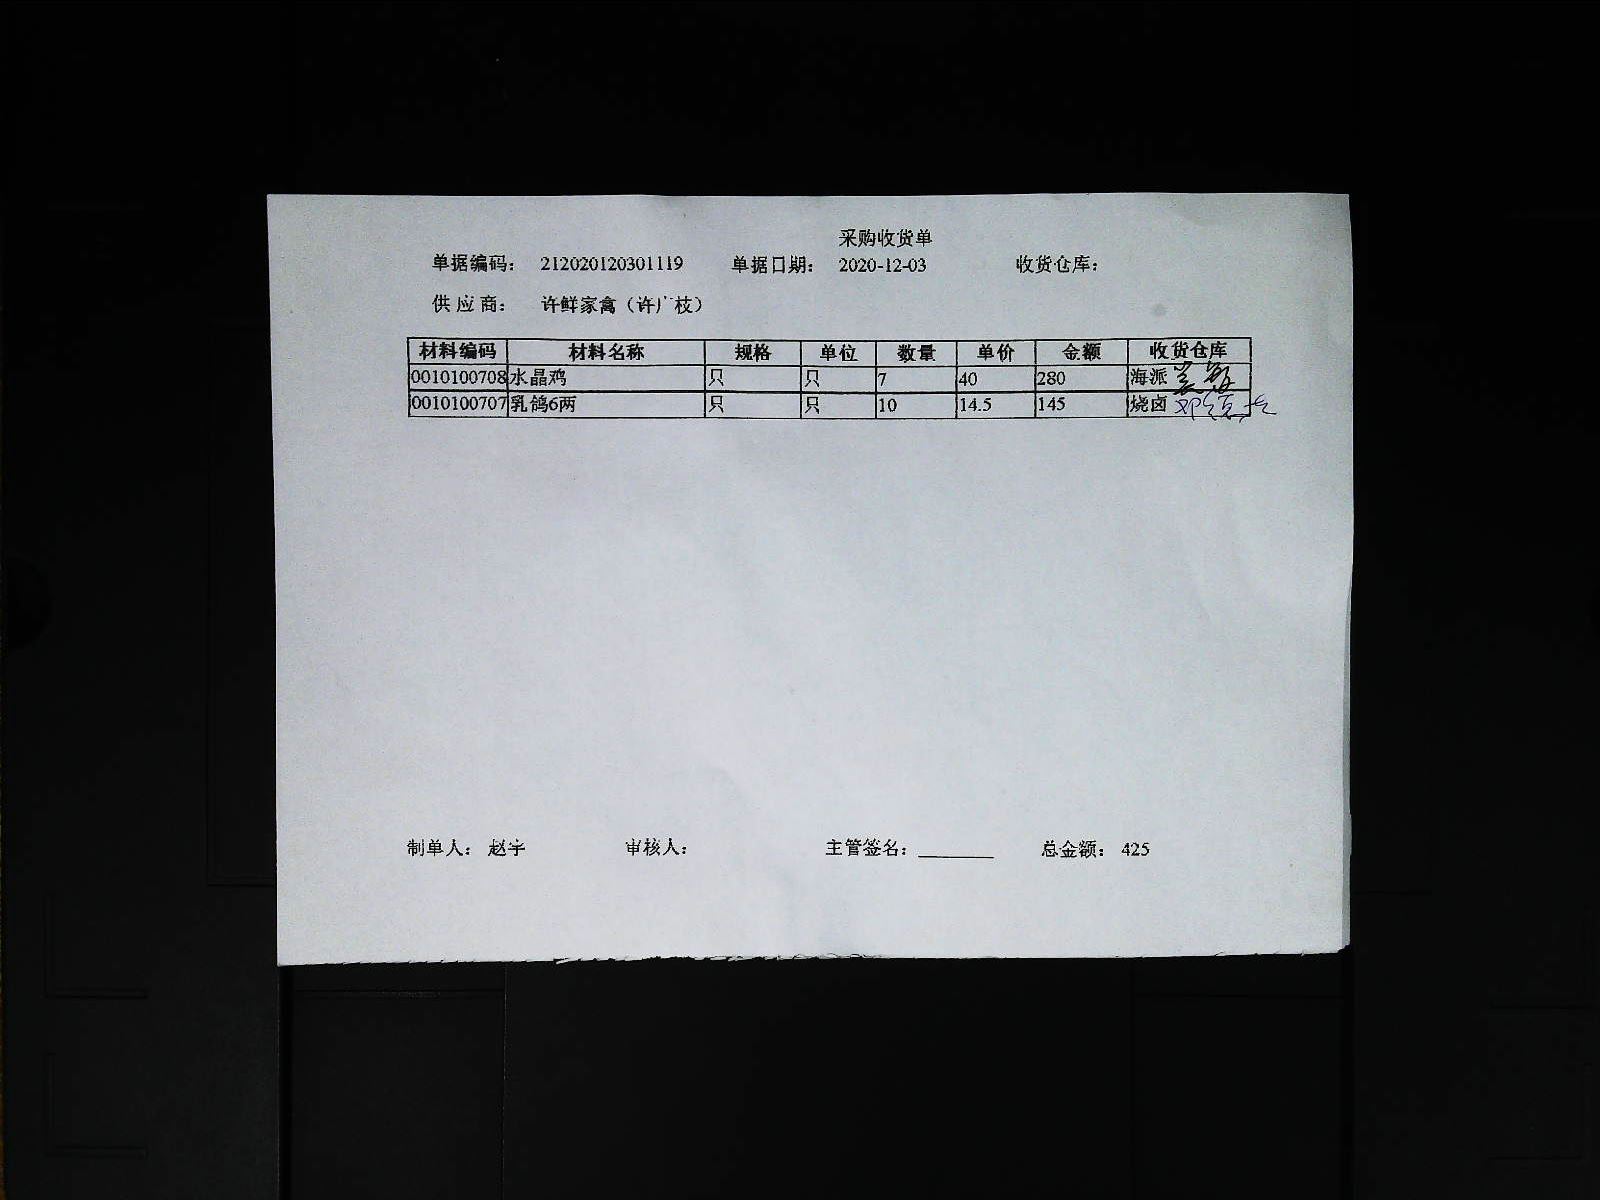 采购收货单
单据编码： 212020120301119 单据日期： 2020-12-03 收货仓库：
供应商： 许鲜家禽（许广枝）
材料编码 材料名称 规格 单位 数量 单价 金额 收货仓库
0010100708 水晶鸡 只 只 7 40 280 海派
0010100707 乳鸽6两 只 只 10 14.5 145 烧卤
制单人： 赵宇 审核人： 主管签名：________ 总金额： 425